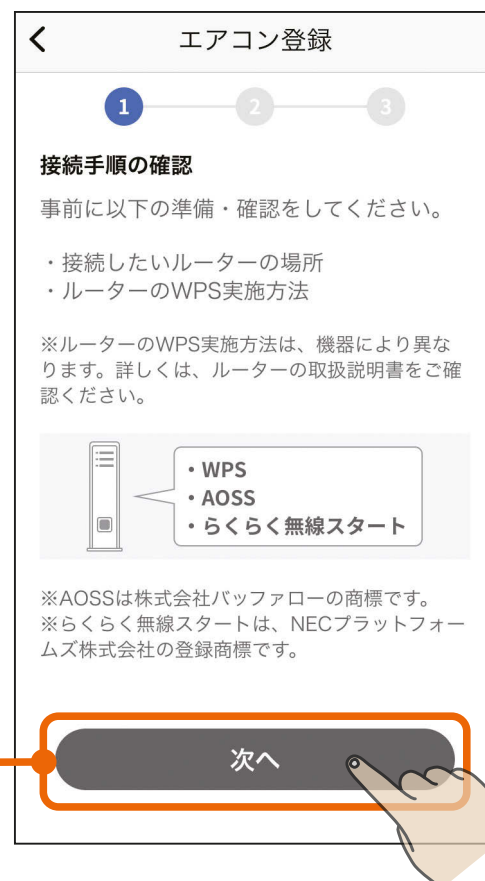 エアコン登録
1 2 3
接続手順の確認
事前に以下の準備・確認をしてください。
・接続したいルーターの場所
・ルーターのWPS実施方法
※ルーターのWPS実施方法は、機器により異な
ります。詳しくは、ルーターの取扱説明書をご確
認ください。
・WPS
・AOSS
・らくらく無線スタート
※AOSSは株式会社バッファローの商標です。
※らくらく無線スタートは、NECプラットフォー
ムズ株式会社の登録商標です。
次へ